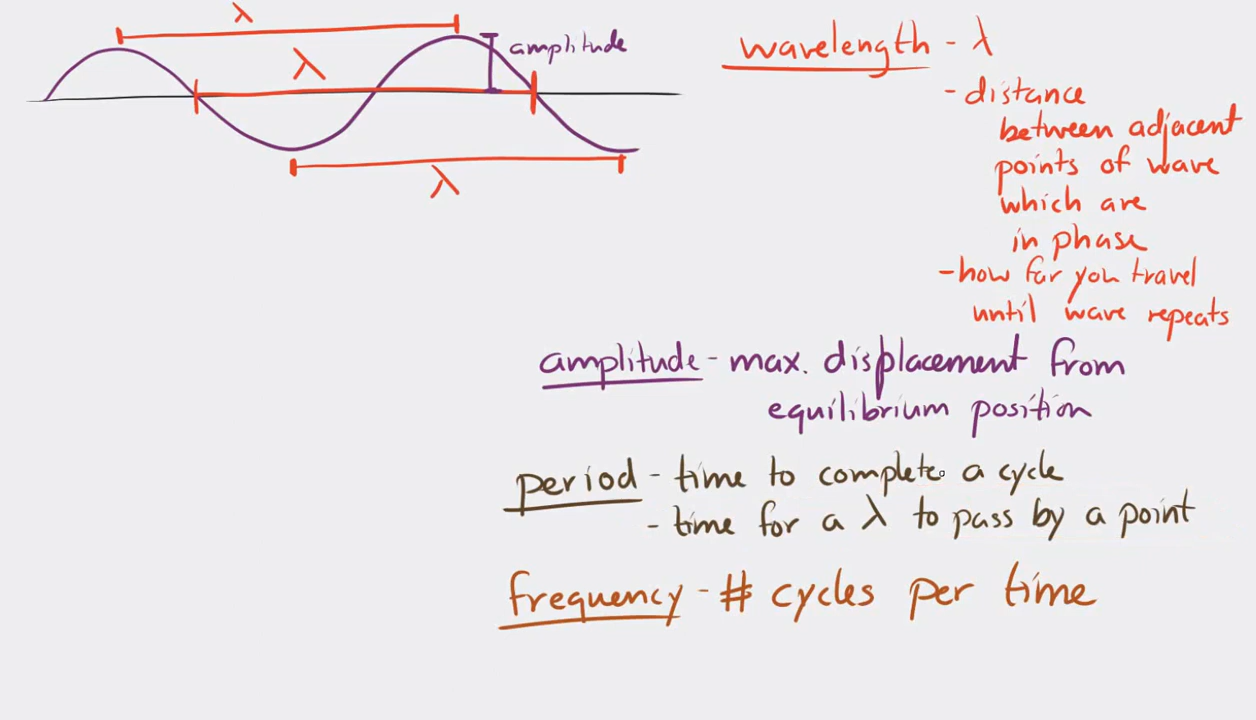 λ
amplitude
λ
λ
wavelength - λ
- distance
between adjacent
points of wave
which are
in phase
- how far you travel
until wave repeats
amplitude - max. displacement from
equilibrium position
period - time to complete a cycle
- time for a λ to pass by a point
frequency - # cycles per time